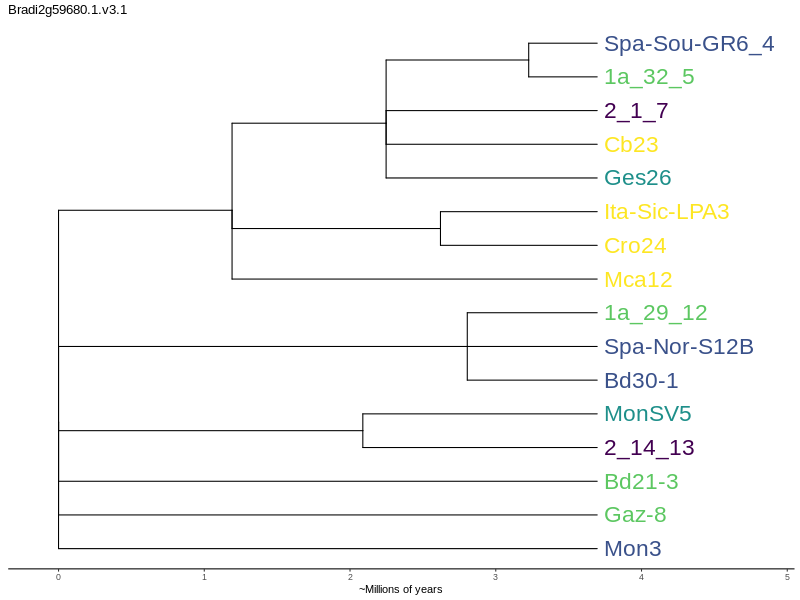 Bradi2g59680.1.v3.1
Spa-Sou-GR6_4
1a_32_5
2_1_7
Cb23
Ges26
Ita-Sic-LPA3
Cro24
Mca12
1a_29_12
Spa-Nor-S12B
Bd30-1
MonSV5
2_14_13
Bd21-3
Gaz-8
Mon3
0 1 2 3 4 5
~Millions of years